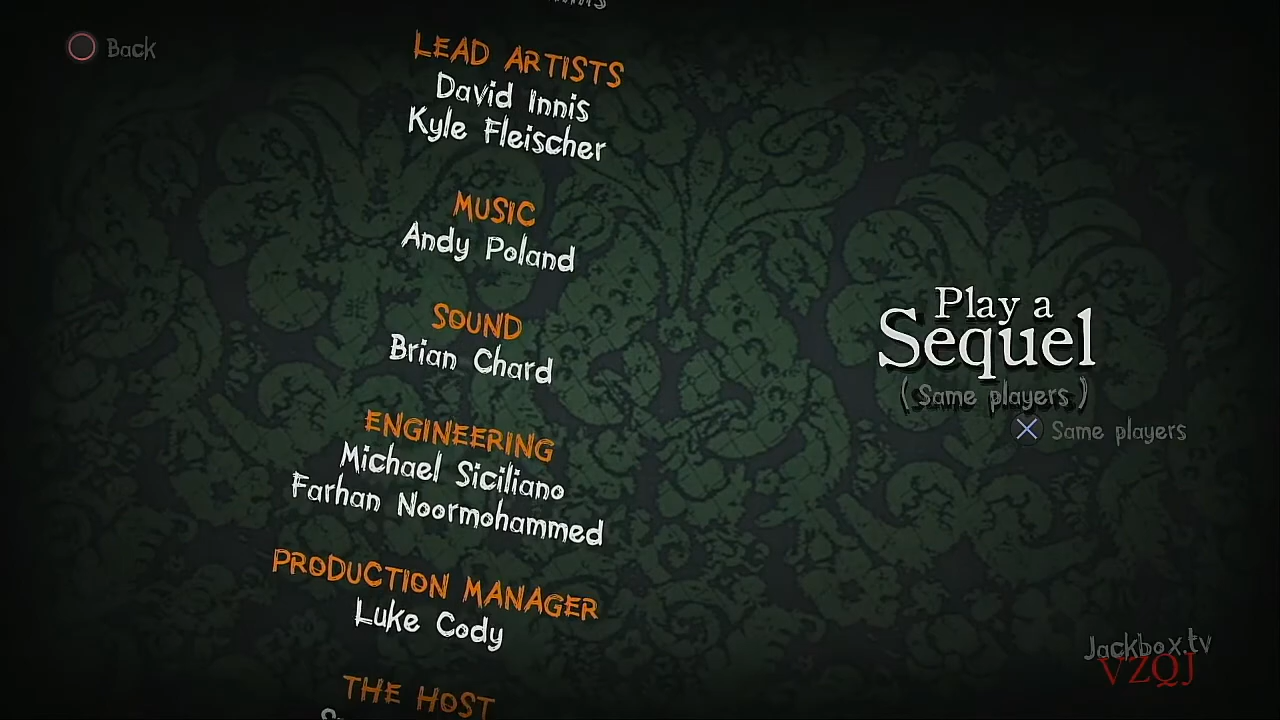 Back
LEAD ARTISTS
David Innis
Kyle Fleischer
MUSIC
Andy Poland
SOUND
Brian Chard
ENGINEERING
Michael Siciliano
Farhan Noormohammed
PRODUCTION MANAGER
Luke Cody
THE HOST
Play a
Sequel
( Same players )
Same players
Jackbox.tv
VZQJ